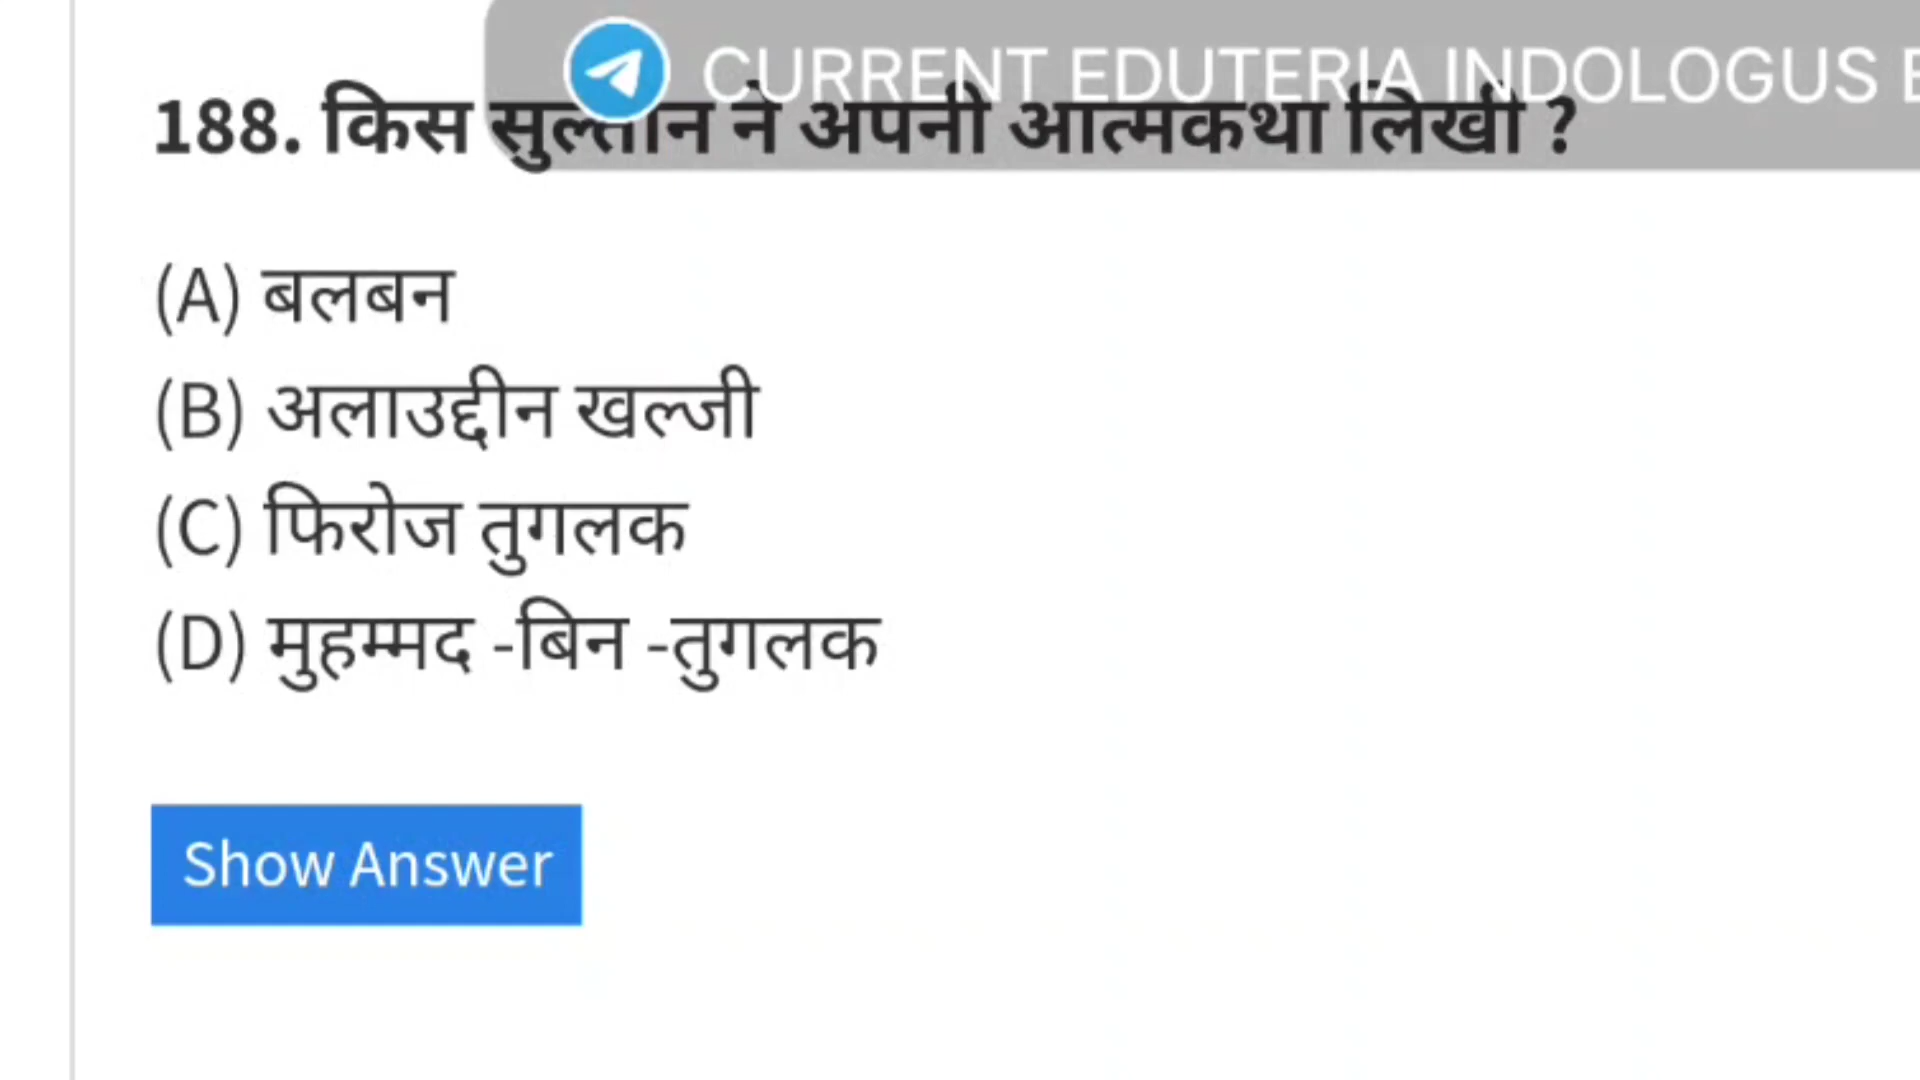 CURRENT EDUTERIA INDOLOGUS
188. किस सुल्तान ने अपनी आत्मकथा लिखी ?
(A) बलबन
(B) अलाउद्दीन खल्जी
(C) फिरोज तुगलक
(D) मुहम्मद -बिन -तुगलक
Show Answer